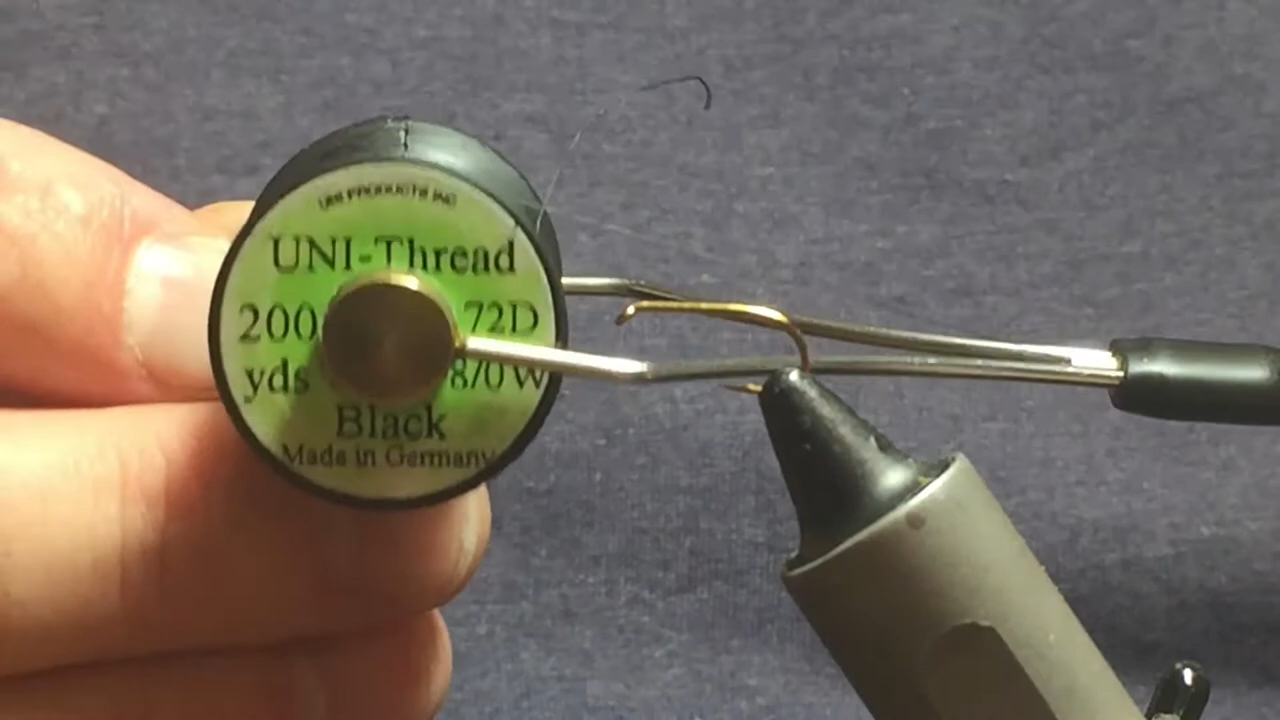 UNI PRODUCTS INC
UNI-Thread
200 72D
yds 8/0 W
Black
Made in Germany